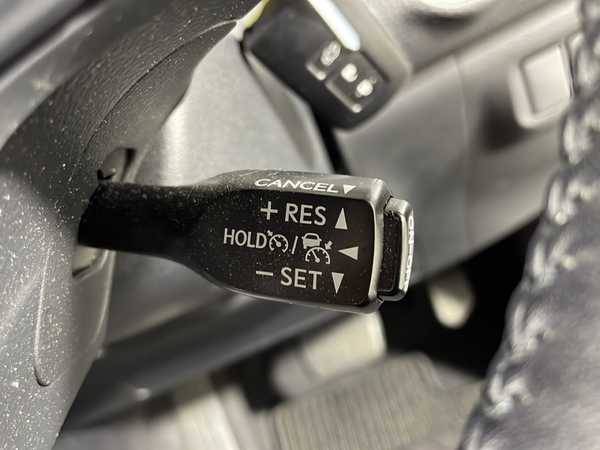 CANCEL▼
+ RES ▲
HOLD / ◀
− SET ▼